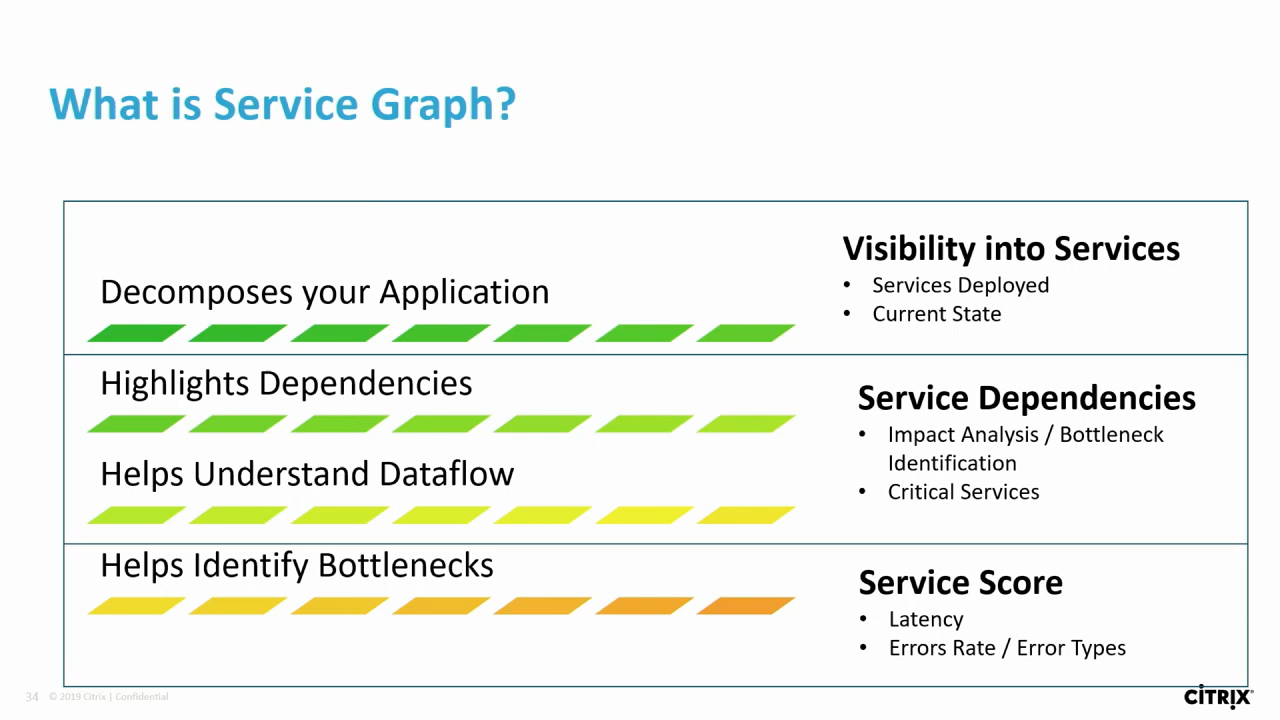 What is Service Graph?
Decomposes your Application
Visibility into Services
• Services Deployed
• Current State
Highlights Dependencies
Helps Understand Dataflow
Service Dependencies
• Impact Analysis / Bottleneck
Identification
• Critical Services
Helps Identify Bottlenecks
Service Score
• Latency
• Errors Rate / Error Types
34 © 2019 Citrix | Confidential
CITRIX